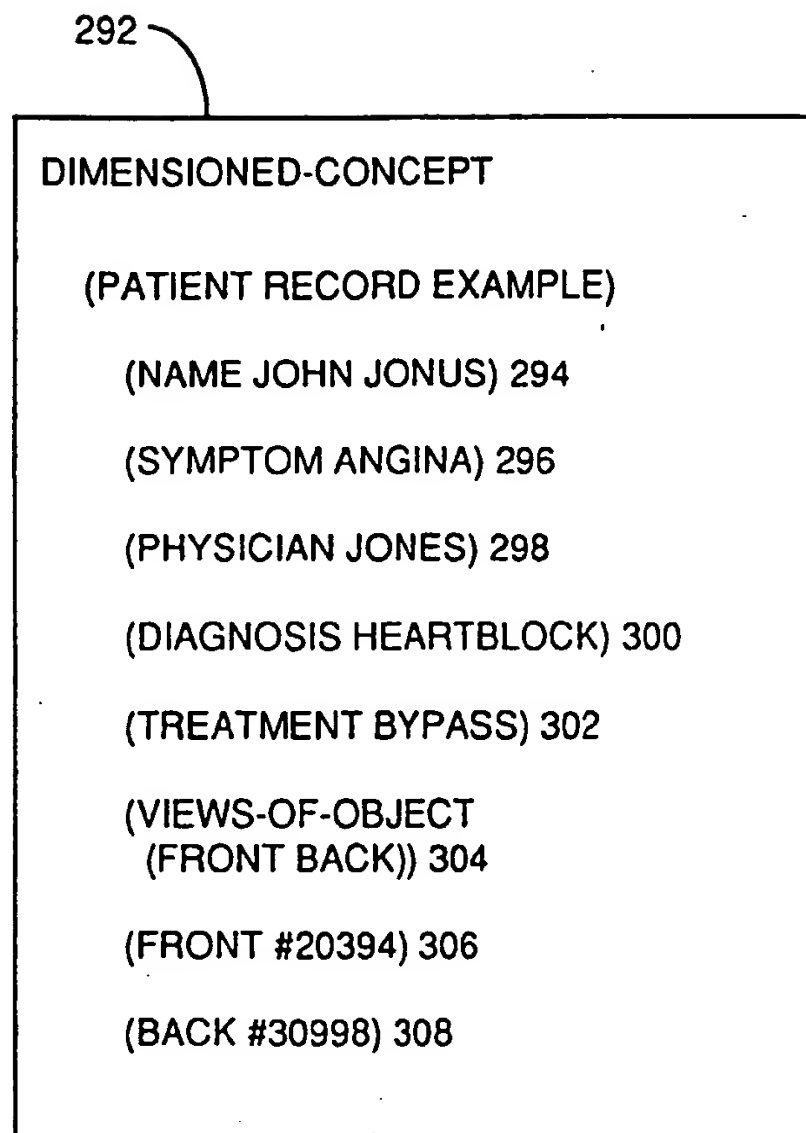 292
DIMENSIONED-CONCEPT
(PATIENT RECORD EXAMPLE)
(NAME JOHN JONUS) 294
(SYMPTOM ANGINA) 296
(PHYSICIAN JONES) 298
(DIAGNOSIS HEARTBLOCK) 300
(TREATMENT BYPASS) 302
(VIEWS-OF-OBJECT
(FRONT BACK)) 304
(FRONT #20394) 306
(BACK #30998) 308